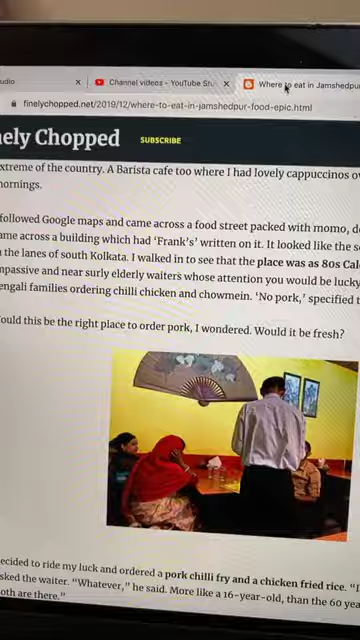 udio
Channel videos - YouTube Stu
Where to eat in Jamshedpu
finelychopped.net/2019/12/where-to-eat-in-jamshedpur-food-epic.html
nely Chopped
SUBSCRIBE
xtreme of the country. A Barista cafe too where I had lovely cappuccinos o
mornings.
followed Google maps and came across a food street packed with momo, d
ame across a building which had ‘Frank’s’ written on it. It looked like the s
n the lanes of south Kolkata. I walked in to see that the place was as 80s Cal
mpassive and near surly elderly waiters whose attention you would be lucky
engali families ordering chilli chicken and chowmein. ‘No pork,’ specified t
ould this be the right place to order pork, I wondered. Would it be fresh?
ecided to ride my luck and ordered a pork chilli fry and a chicken fried rice. “I
sked the waiter. “Whatever,” he said. More like a 16-year-old, than the 60 yea
oth are there.”